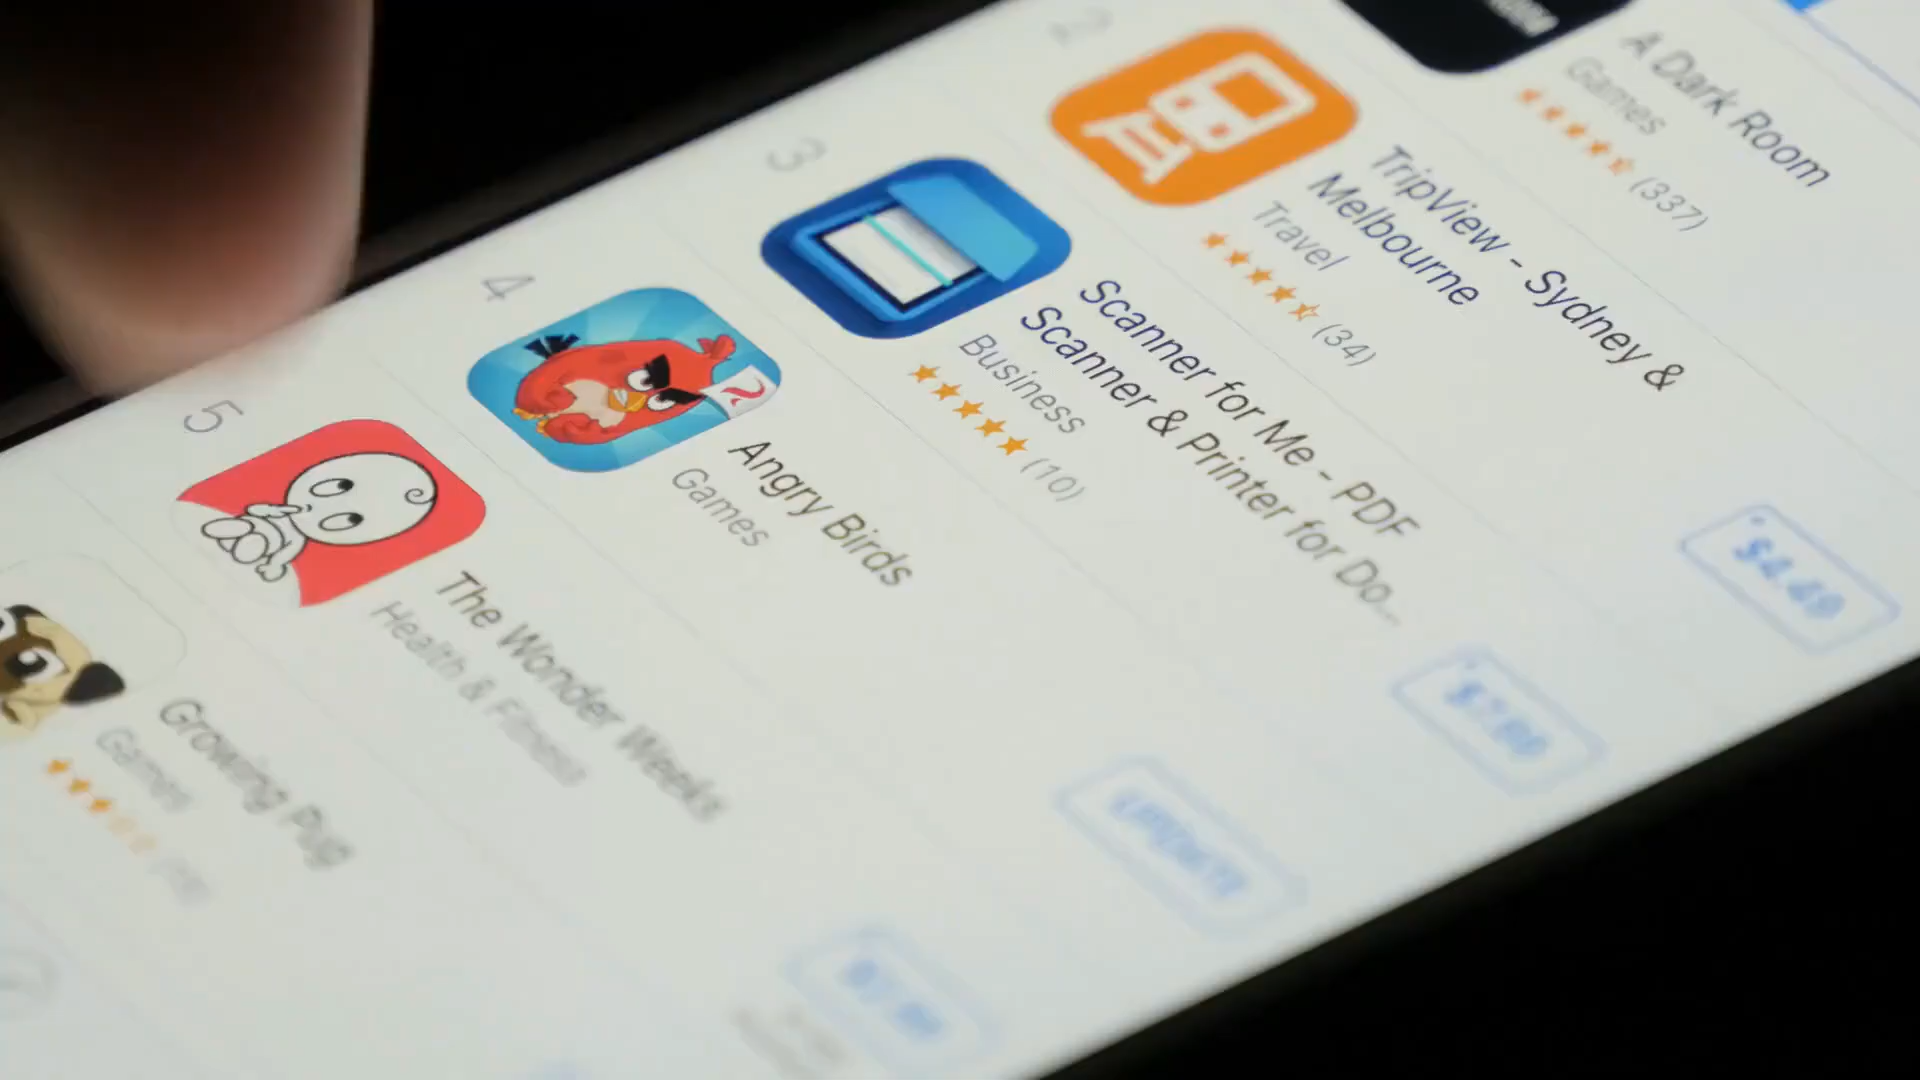 A Dark Room
Games
(337)
2
TripView - Sydney &
Melbourne
Travel
(34)
$4.49
3
Scanner for Me - PDF
Scanner & Printer for Do...
Business
(10)
4
Angry Birds
Games
UPDATE
5
The Wonder Weeks
Health & Fitness
Growing Pug
Games